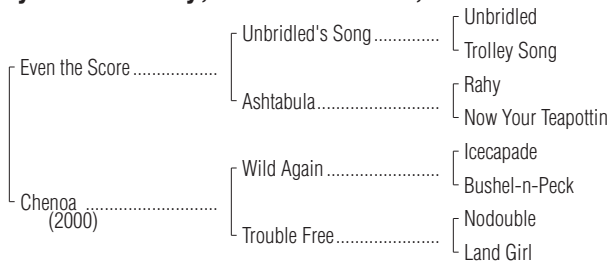 Unbridled
Unbridled's Song
Trolley Song
Even the Score
Rahy
Ashtabula
Now Your Teapottin
Icecapade
Wild Again
Bushel-n-Peck
Chenoa
(2000)
Nodouble
Trouble Free
Land Girl